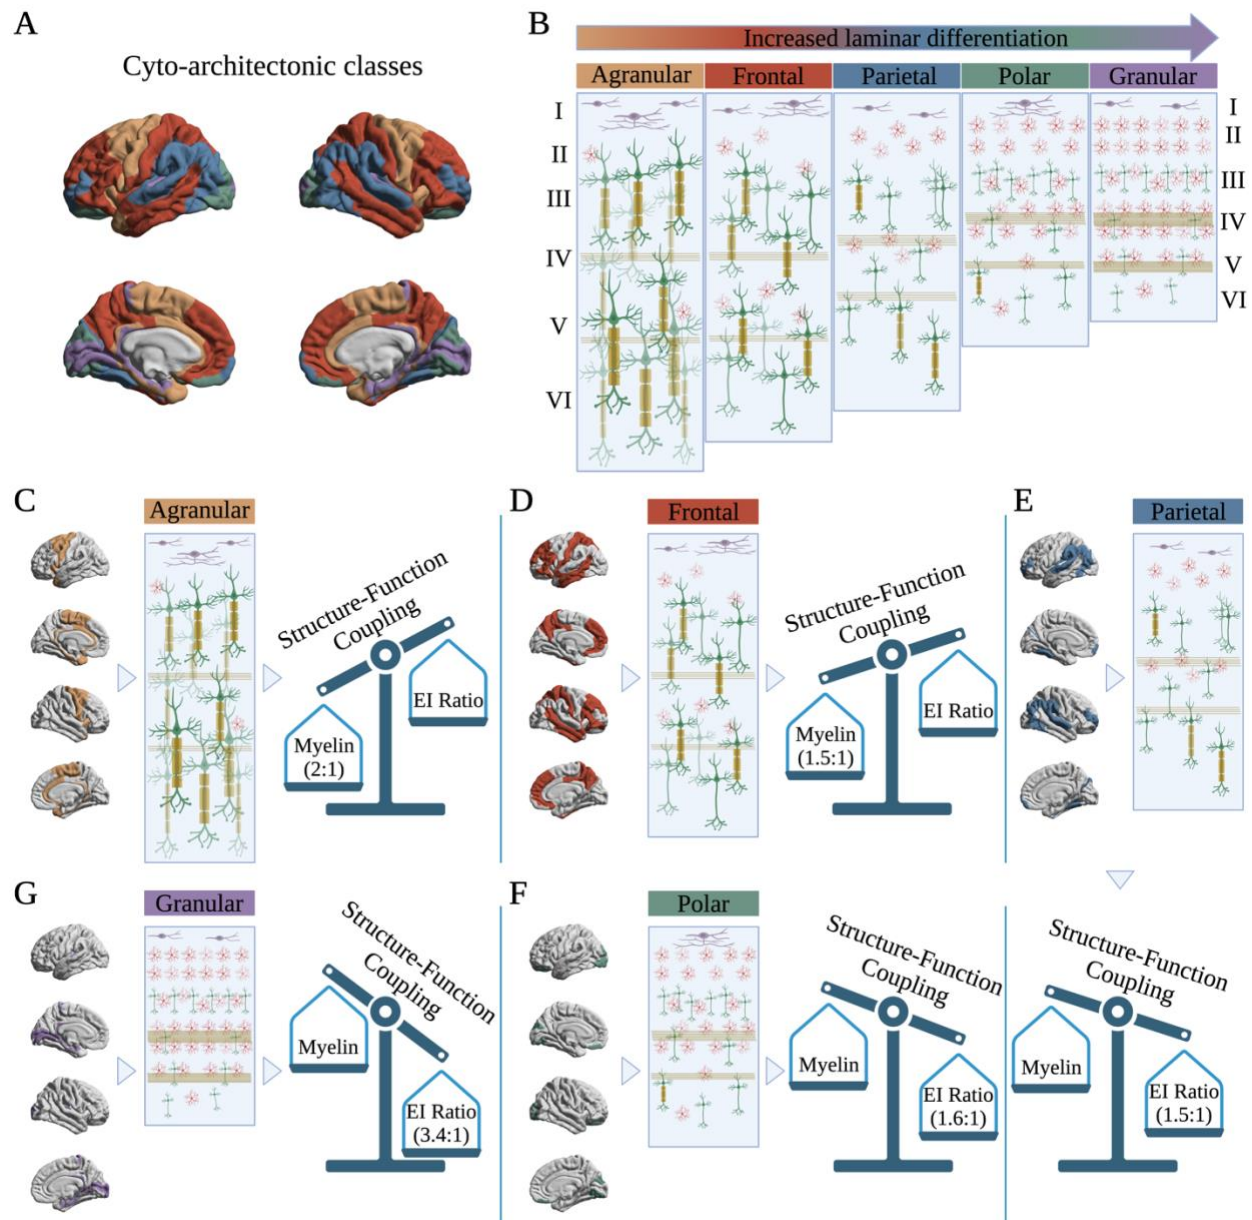 A
Cyto-architectonic classes
B
Increased laminar differentiation
Agranular
Frontal
Parietal
Polar
Granular
I
II
III
IV
V
VI
I
II
III
IV
V
VI
C
Agranular
Structure-Function
Coupling
Myelin
(2:1)
EI Ratio
D
Frontal
Structure-Function
Coupling
Myelin
(1.5:1)
EI Ratio
E
Parietal
G
Granular
Structure-Function
Coupling
Myelin
EI Ratio
(3.4:1)
F
Polar
Structure-Function
Coupling
Myelin
EI Ratio
(1.6:1)
Structure-Function
Coupling
Myelin
EI Ratio
(1.5:1)